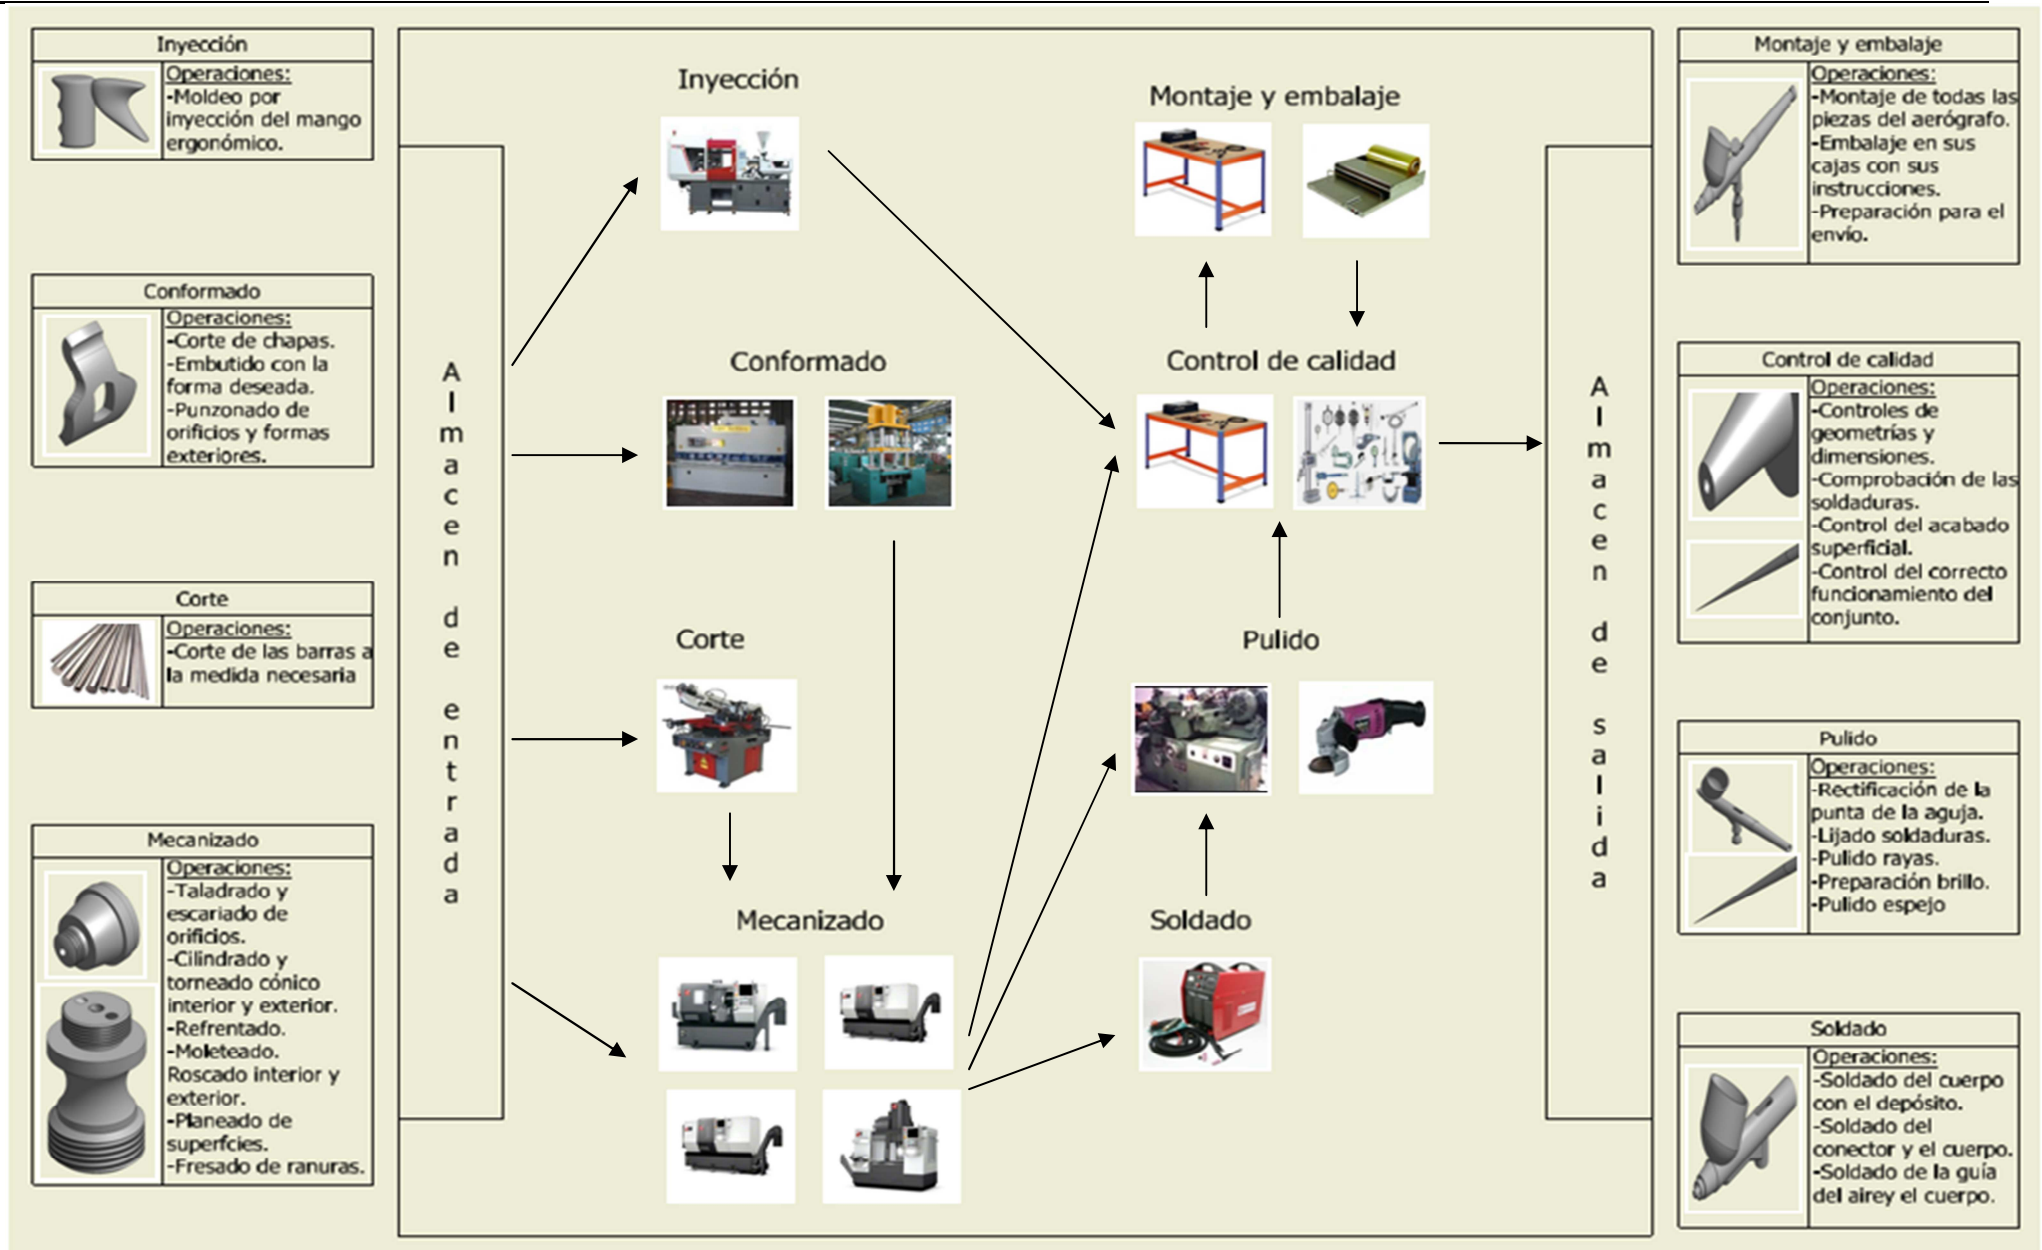 Inyección
Operaciones:
-Moldeo por
inyección del mango
ergonómico.
Conformado
Operaciones:
-Corte de chapas.
-Embutido con la
forma deseada.
-Punzonado de
orificios y formas
exteriores.
Corte
Operaciones:
-Corte de las barras a
la medida necesaria
Mecanizado
Operaciones:
-Taladrado y
escariado de
orificios.
-Cilindrado y
torneado cónico
interior y exterior.
-Refrentado.
-Moleteado.
Roscado interior y
exterior.
-Planeado de
superfcies.
-Fresado de ranuras.
Almacen de entrada
Inyección
Conformado
Corte
Mecanizado
Montaje y embalaje
Control de calidad
Pulido
Soldado
Almacen de salida
Montaje y embalaje
Operaciones:
-Montaje de todas las
piezas del aerógrafo.
-Embalaje en sus
cajas con sus
instrucciones.
-Preparación para el
envío.
Control de calidad
Operaciones:
-Controles de
geometrías y
dimensiones.
-Comprobación de las
soldaduras.
-Control del acabado
superficial.
-Control del correcto
funcionamiento del
conjunto.
Pulido
Operaciones:
-Rectificación de la
punta de la aguja.
-Lijado soldaduras.
-Pulido rayas.
-Preparación brillo.
-Pulido espejo
Soldado
Operaciones:
-Soldado del cuerpo
con el depósito.
-Soldado del
conector y el cuerpo.
-Soldado de la guía
del airey el cuerpo.